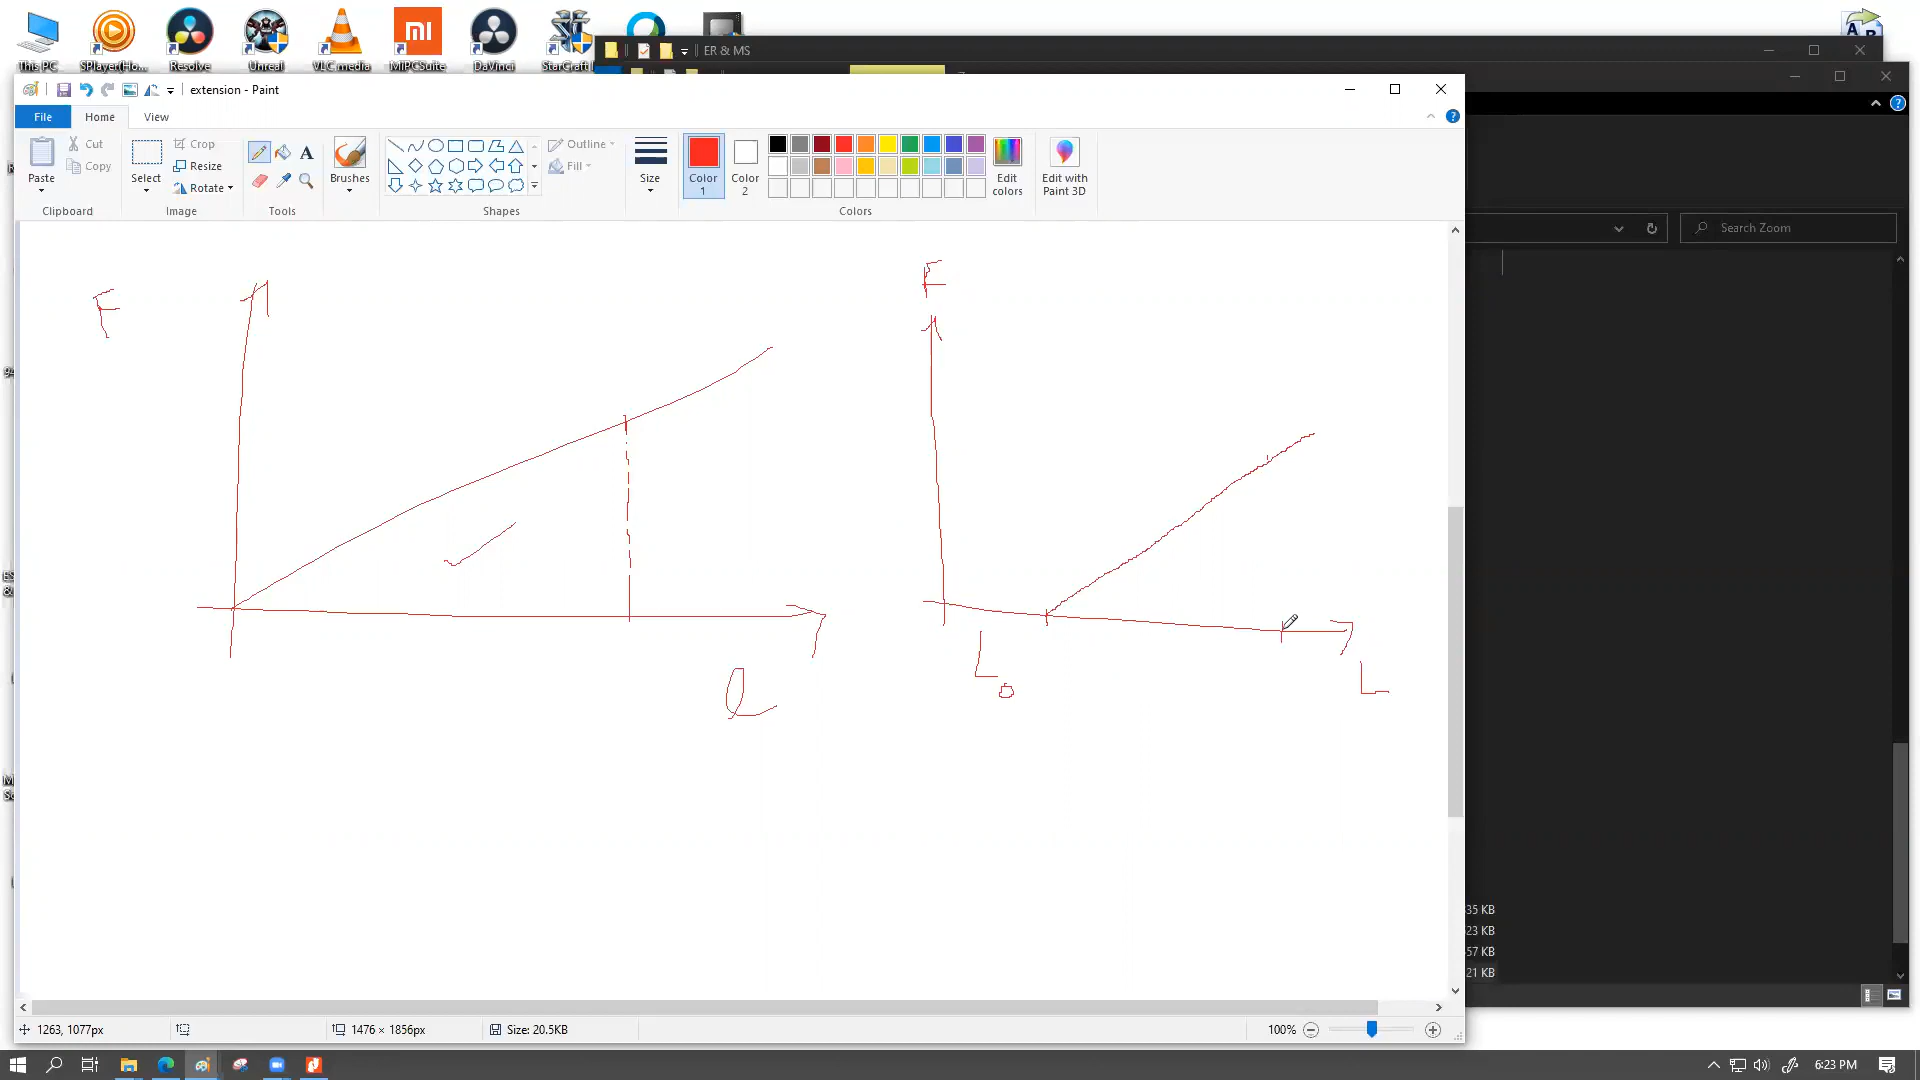 This PC
SPlayer(Ho...
Resolve
Unreal
VLC media
MiPCSuite
DaVinci
ER & MS
extension - Paint
File
Home
View
Paste
Cut
Copy
Clipboard
Select
Crop
Resize
Rotate
Image
A
Tools
Brushes
Outline
Fill
Shapes
Size
Color 1
Color 2
Edit colors
Colors
Edit with Paint 3D
Search Zoom
F
F
l
L0
L
35 KB
23 KB
57 KB
21 KB
1263, 1077px
1476 × 1856px
Size: 20.5KB
100%
6:23 PM